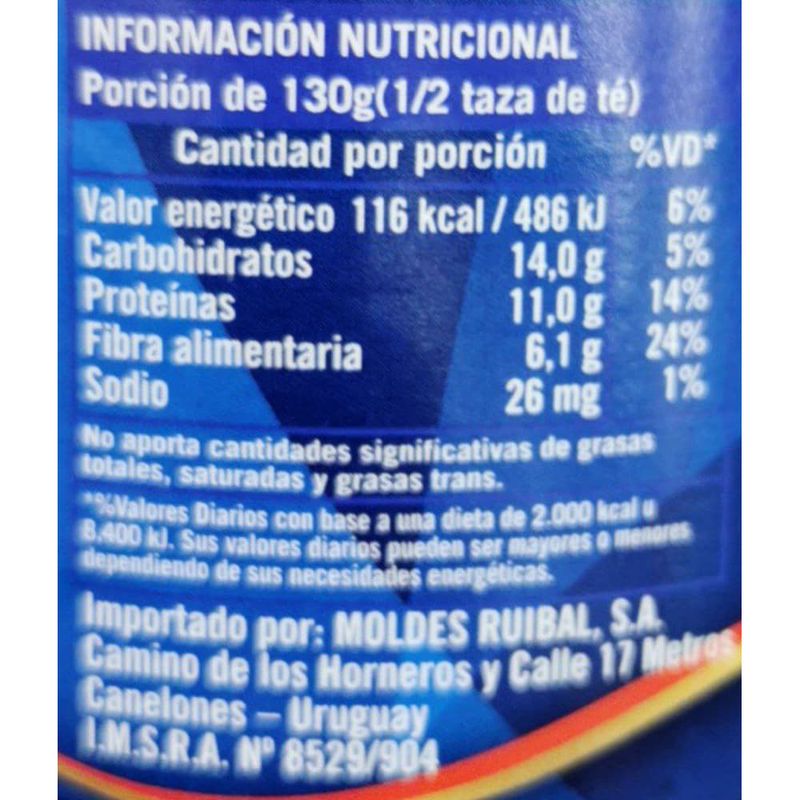 INFORMACIÓN NUTRICIONAL
Porción de 130g(1/2 taza de té)
Cantidad por porción %VD*
Valor energético 116 kcal / 486 kJ 6%
Carbohidratos 14,0 g 5%
Proteínas 11,0 g 14%
Fibra alimentaria 6,1 g 24%
Sodio 26 mg 1%
No aporta cantidades significativas de grasas
totales, saturadas y grasas trans.
*%Valores Diarios con base a una dieta de 2.000 kcal u
8.400 kJ. Sus valores diarios pueden ser mayores o menores
dependiendo de sus necesidades energéticas.
Importado por: MOLDES RUIBAL, S.A.
Camino de los Horneros y Calle 17 Metros
Canelones – Uruguay
I.M.S.R.A. Nº 8529/904